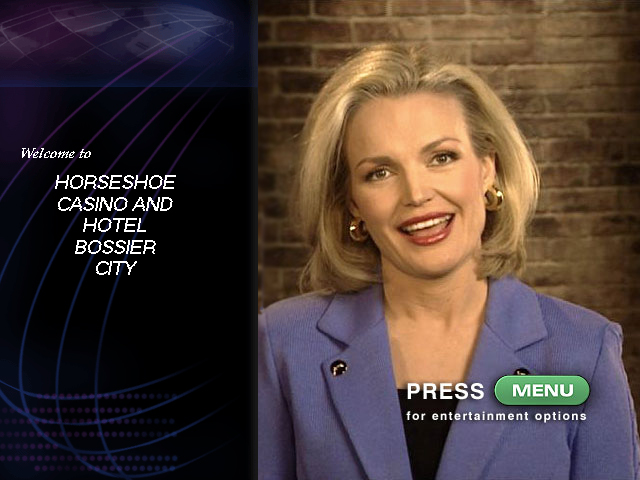 Welcome to
HORSESHOE
CASINO AND
HOTEL
BOSSIER
CITY
PRESS MENU
for entertainment options